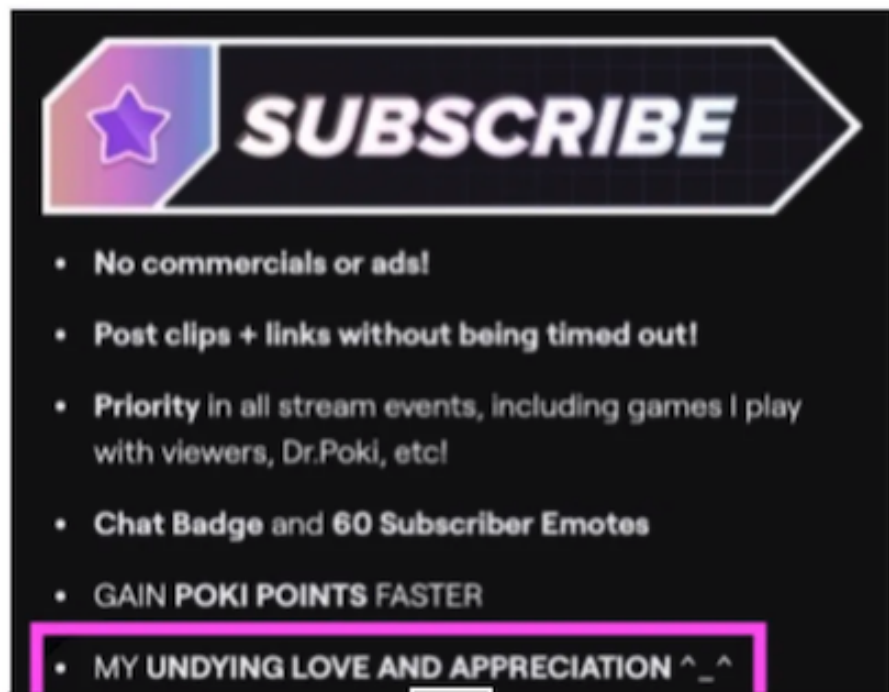 SUBSCRIBE
• No commercials or ads!
• Post clips + links without being timed out!
• Priority in all stream events, including games I play
with viewers, Dr.Poki, etc!
• Chat Badge and 60 Subscriber Emotes
• GAIN POKI POINTS FASTER
• MY UNDYING LOVE AND APPRECIATION ^_^